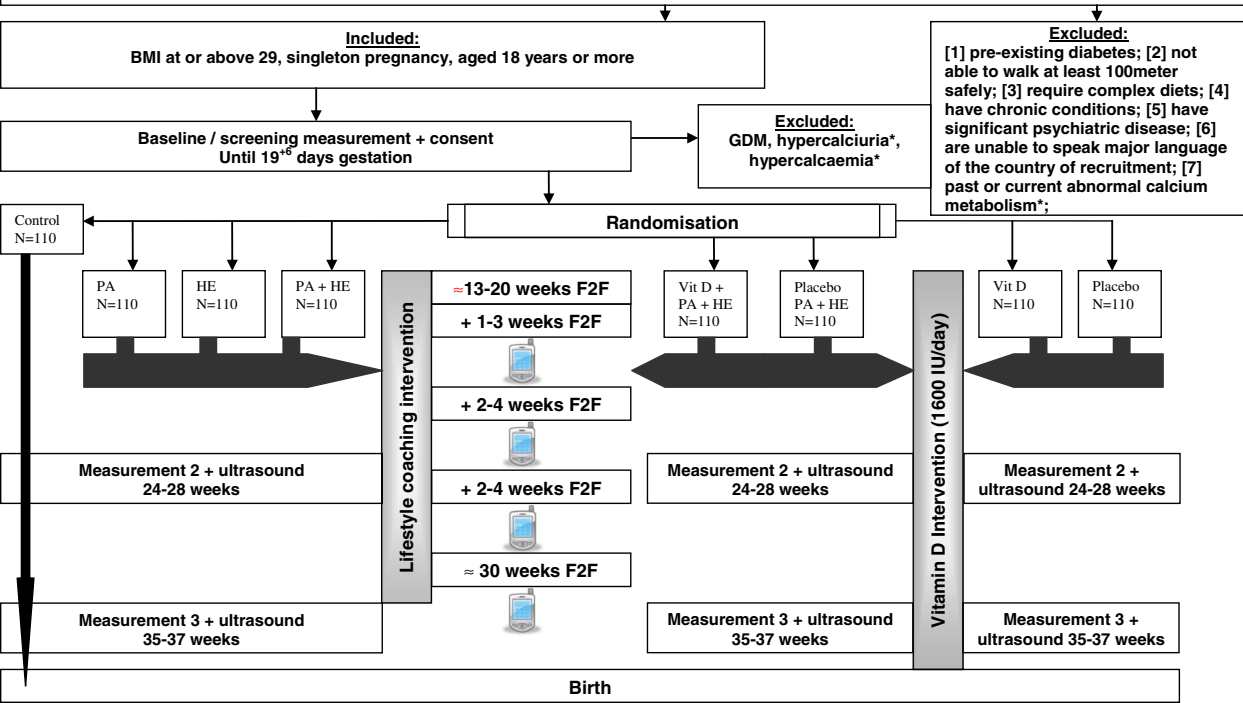 Included:
BMI at or above 29, singleton pregnancy, aged 18 years or more
Excluded:
[1] pre-existing diabetes; [2] not
able to walk at least 100meter
safely; [3] require complex diets; [4]
have chronic conditions; [5] have
significant psychiatric disease; [6]
are unable to speak major language
of the country of recruitment; [7]
past or current abnormal calcium
metabolism*;
Baseline / screening measurement + consent
Until 19+6 days gestation
Excluded:
GDM, hypercalciuria*,
hypercalcaemia*
Randomisation
Control
N=110
PA
N=110
HE
N=110
PA + HE
N=110
Lifestyle coaching intervention
≈13-20 weeks F2F
+ 1-3 weeks F2F
+ 2-4 weeks F2F
+ 2-4 weeks F2F
≈ 30 weeks F2F
Vit D +
PA + HE
N=110
Placebo
PA + HE
N=110
Vitamin D Intervention (1600 IU/day)
Vit D
N=110
Placebo
N=110
Measurement 2 + ultrasound
24-28 weeks
Measurement 2 + ultrasound
24-28 weeks
Measurement 2 +
ultrasound 24-28 weeks
Measurement 3 + ultrasound
35-37 weeks
Measurement 3 + ultrasound
35-37 weeks
Measurement 3 +
ultrasound 35-37 weeks
Birth